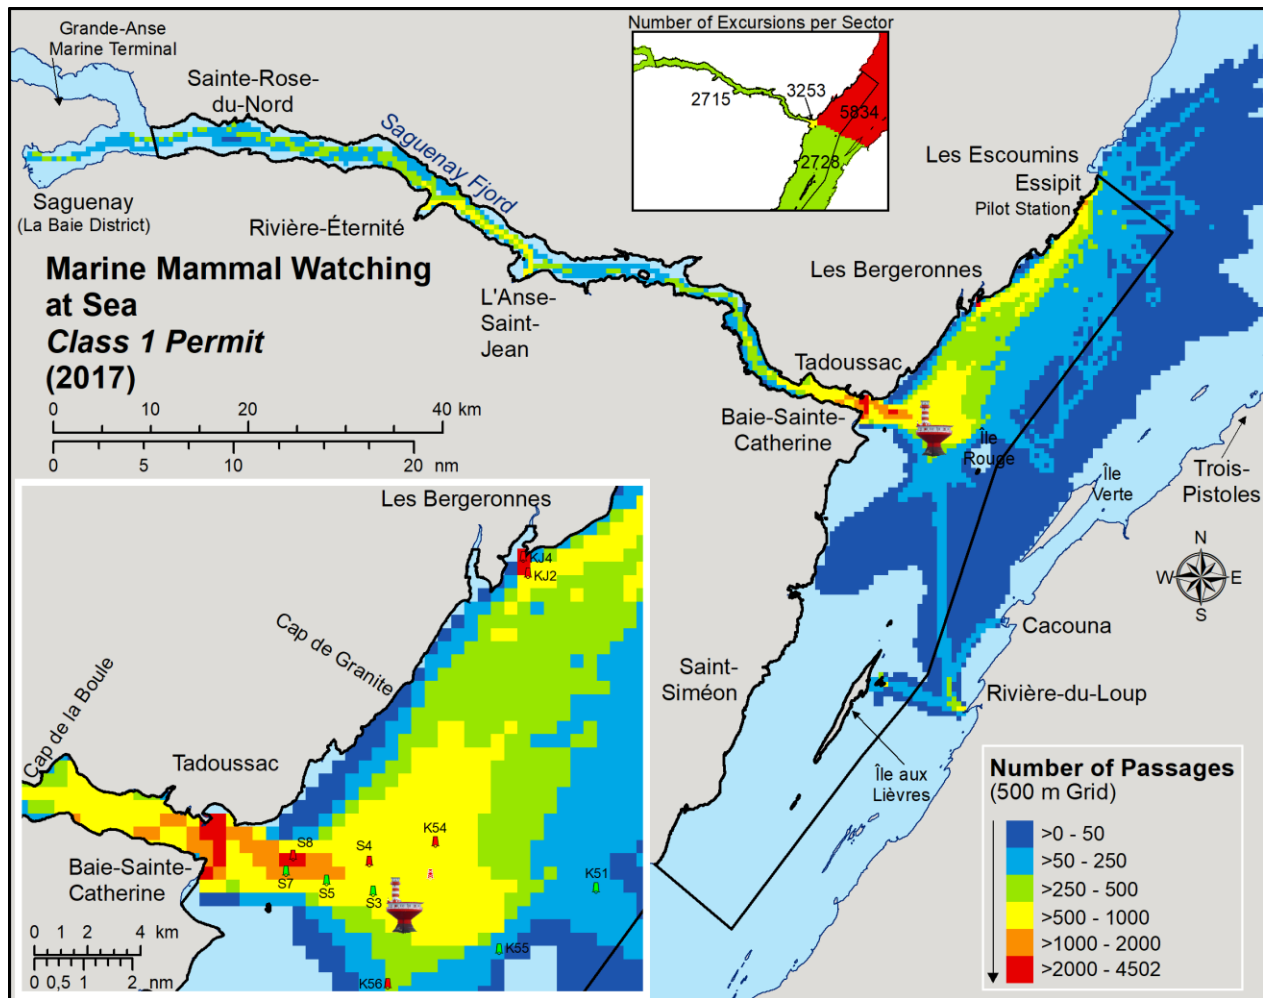 Grande-Anse
Marine Terminal
Sainte-Rose-
du-Nord
Saguenay Fjord
Saguenay
(La Baie District)
Rivière-Éternité
L'Anse-
Saint-
Jean
Marine Mammal Watching
at Sea
Class 1 Permit
(2017)
0 10 20 40 km
0 5 10 20 nm
Number of Excursions per Sector
2715
3253
5834
2728
Les Escoumins
Essipit
Pilot Station
Les Bergeronnes
Tadoussac
Baie-Sainte-
Catherine
Île
Rouge
Île
Verte
Trois-
Pistoles
N
W E
S
Cacouna
Saint-
Siméon
Rivière-du-Loup
Île aux
Lièvres
Les Bergeronnes
KJ4
KJ2
Cap de Granite
Cap de la Boule
Tadoussac
Baie-Sainte-
Catherine
S8
S7
S5
S4
S3
K54
K51
K55
K56
0 2 4 km
0 0,5 1 2 nm
Number of Passages
(500 m Grid)
>0 - 50
>50 - 250
>250 - 500
>500 - 1000
>1000 - 2000
>2000 - 4502